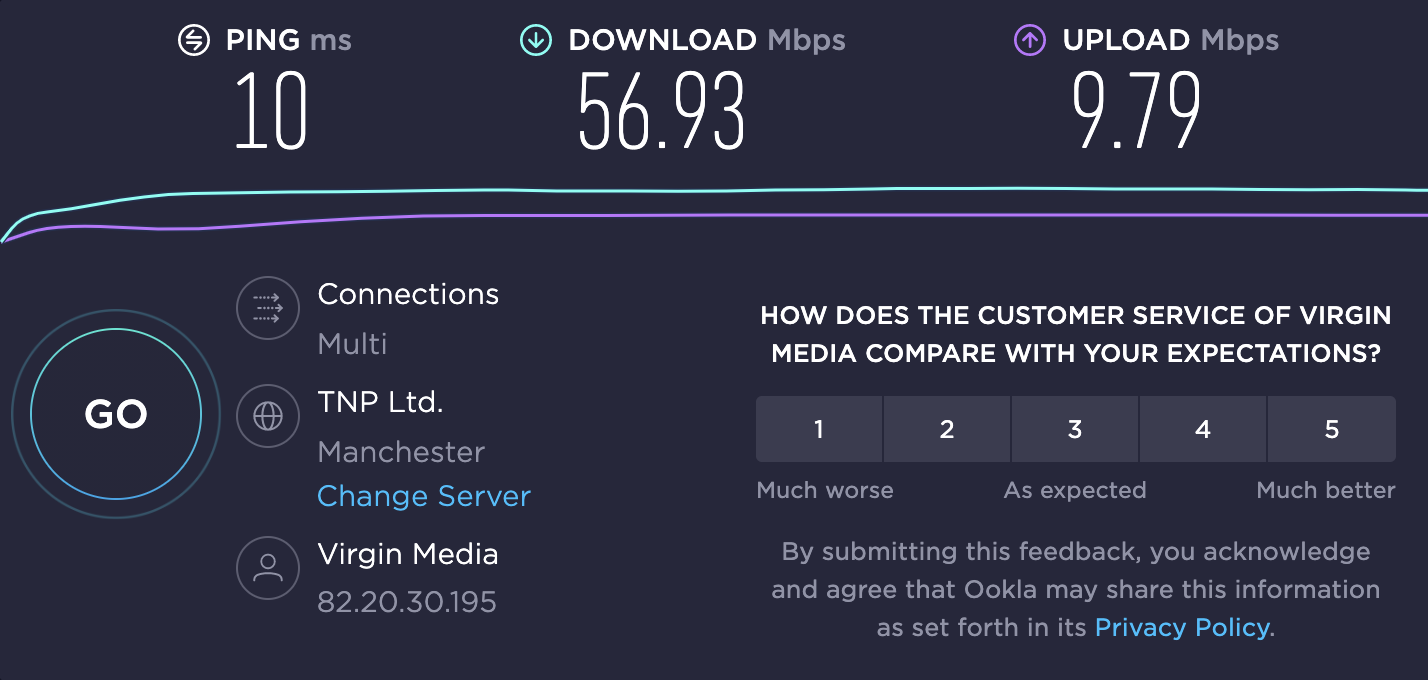 PING ms
10
DOWNLOAD Mbps
56.93
UPLOAD Mbps
9.79
GO
Connections
Multi
TNP Ltd.
Manchester
Change Server
Virgin Media
82.20.30.195
HOW DOES THE CUSTOMER SERVICE OF VIRGIN
MEDIA COMPARE WITH YOUR EXPECTATIONS?
1 2 3 4 5
Much worse As expected Much better
By submitting this feedback, you acknowledge
and agree that Ookla may share this information
as set forth in its Privacy Policy.